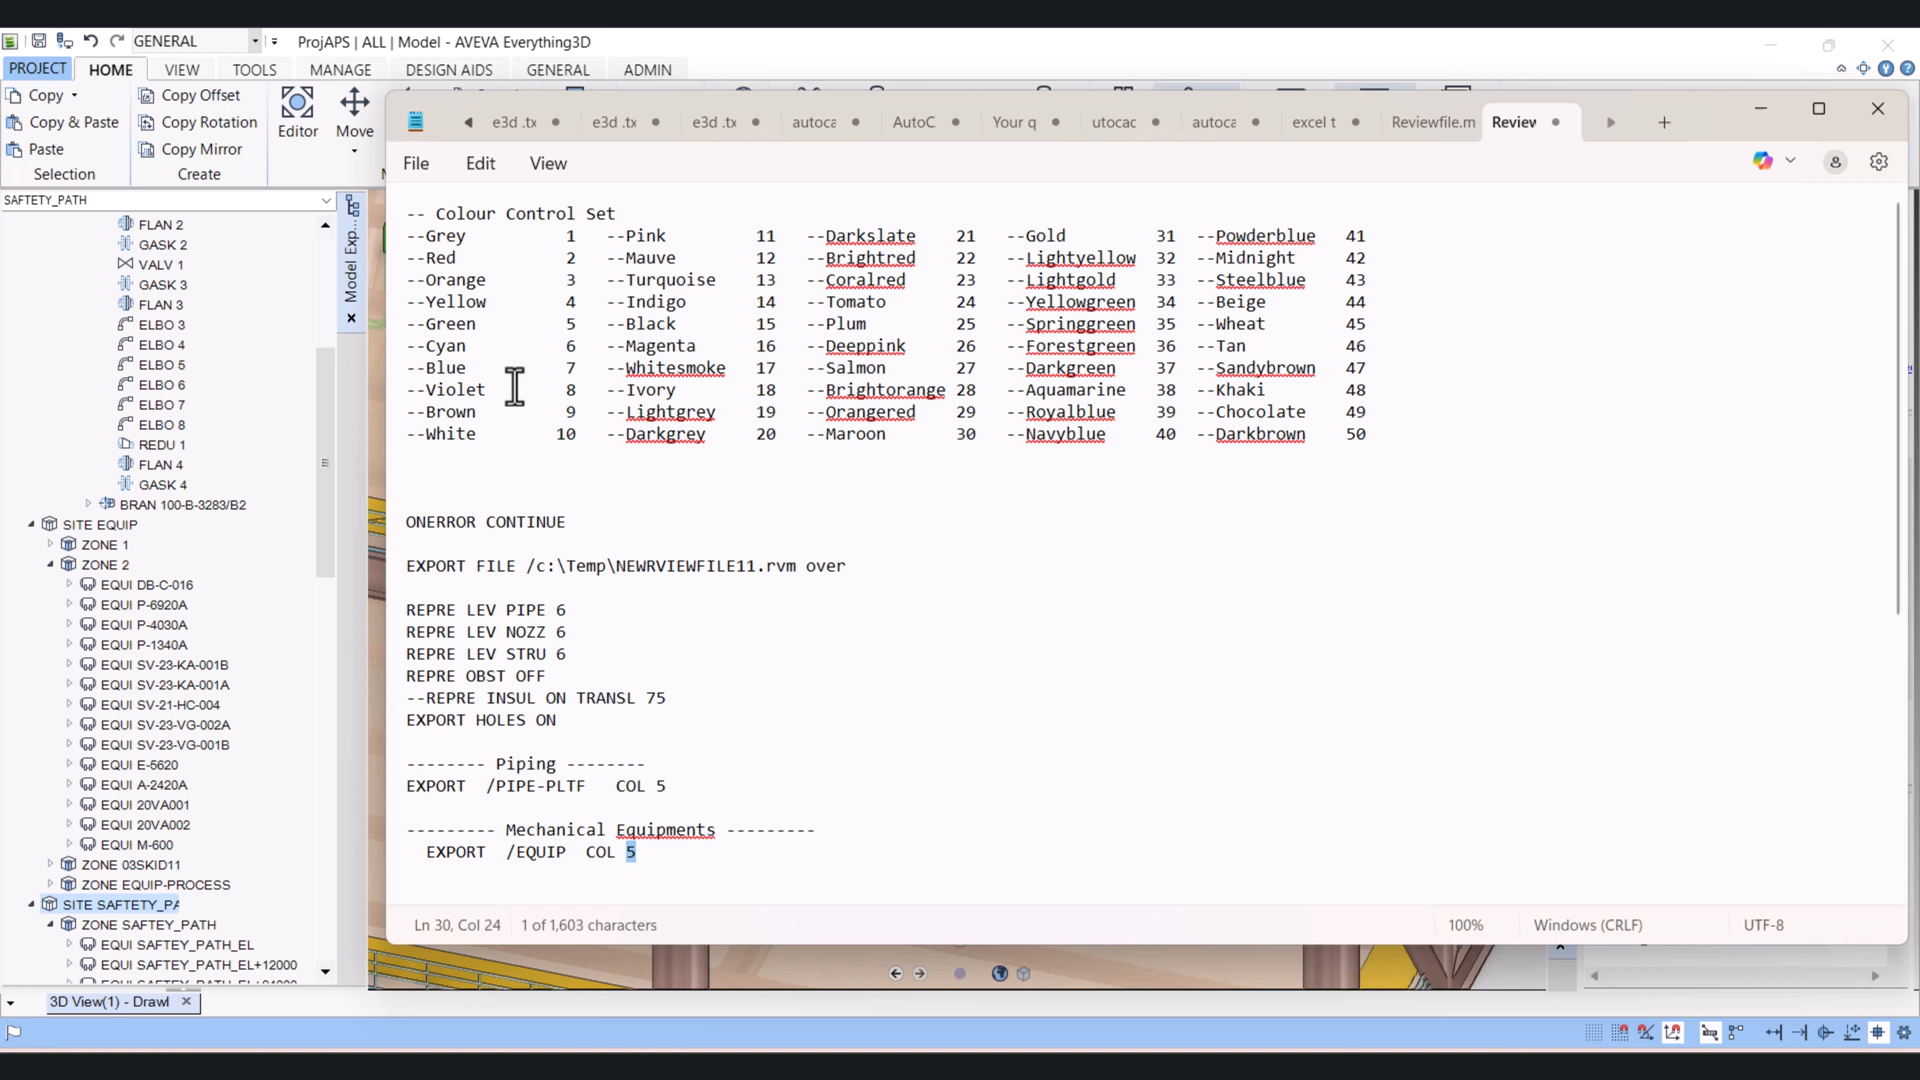 GENERAL
ProjAPS | ALL | Model - AVEVA Everything3D
PROJECT HOME VIEW TOOLS MANAGE DESIGN AIDS GENERAL ADMIN
Copy
Copy & Paste
Paste
Selection
Copy Offset
Copy Rotation
Copy Mirror
Create
Editor
Move
SAFTETY_PATH
Model Exp...
FLAN 2
GASK 2
VALV 1
GASK 3
FLAN 3
ELBO 3
ELBO 4
ELBO 5
ELBO 6
ELBO 7
ELBO 8
REDU 1
FLAN 4
GASK 4
BRAN 100-B-3283/B2
SITE EQUIP
ZONE 1
ZONE 2
EQUI DB-C-016
EQUI P-6920A
EQUI P-4030A
EQUI P-1340A
EQUI SV-23-KA-001B
EQUI SV-23-KA-001A
EQUI SV-21-HC-004
EQUI SV-23-VG-002A
EQUI SV-23-VG-001B
EQUI E-5620
EQUI A-2420A
EQUI 20VA001
EQUI 20VA002
EQUI M-600
ZONE 03SKID11
ZONE EQUIP-PROCESS
SITE SAFTETY_PA
ZONE SAFTEY_PATH
EQUI SAFTEY_PATH_EL
EQUI SAFTEY_PATH_EL+12000
3D View(1) - Drawl
e3d .tx e3d .tx e3d .tx autoca AutoC Your q utocac autoca excel t Reviewfile.m Review
File Edit View
-- Colour Control Set
--Grey 1 --Pink 11 --Darkslate 21 --Gold 31 --Powderblue 41
--Red 2 --Mauve 12 --Brightred 22 --Lightyellow 32 --Midnight 42
--Orange 3 --Turquoise 13 --Coralred 23 --Lightgold 33 --Steelblue 43
--Yellow 4 --Indigo 14 --Tomato 24 --Yellowgreen 34 --Beige 44
--Green 5 --Black 15 --Plum 25 --Springgreen 35 --Wheat 45
--Cyan 6 --Magenta 16 --Deeppink 26 --Forestgreen 36 --Tan 46
--Blue 7 --Whitesmoke 17 --Salmon 27 --Darkgreen 37 --Sandybrown 47
--Violet 8 --Ivory 18 --Brightorange 28 --Aquamarine 38 --Khaki 48
--Brown 9 --Lightgrey 19 --Orangered 29 --Royalblue 39 --Chocolate 49
--White 10 --Darkgrey 20 --Maroon 30 --Navyblue 40 --Darkbrown 50
ONERROR CONTINUE
EXPORT FILE /c:\Temp\NEWRVIEWFILE11.rvm over
REPRE LEV PIPE 6
REPRE LEV NOZZ 6
REPRE LEV STRU 6
REPRE OBST OFF
--REPRE INSUL ON TRANSL 75
EXPORT HOLES ON
-------- Piping --------
EXPORT /PIPE-PLTF COL 5
--------- Mechanical Equipments ---------
EXPORT /EQUIP COL 5
Ln 30, Col 24 1 of 1,603 characters 100% Windows (CRLF) UTF-8